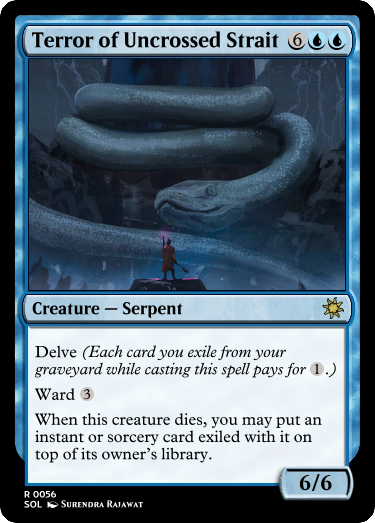 Terror of Uncrossed Strait 6
Creature — Serpent
Delve (Each card you exile from your
graveyard while casting this spell pays for 1.)
Ward 3
When this creature dies, you may put an
instant or sorcery card exiled with it on
top of its owner's library.
6/6
R 0056
SOL Surendra Rajawat